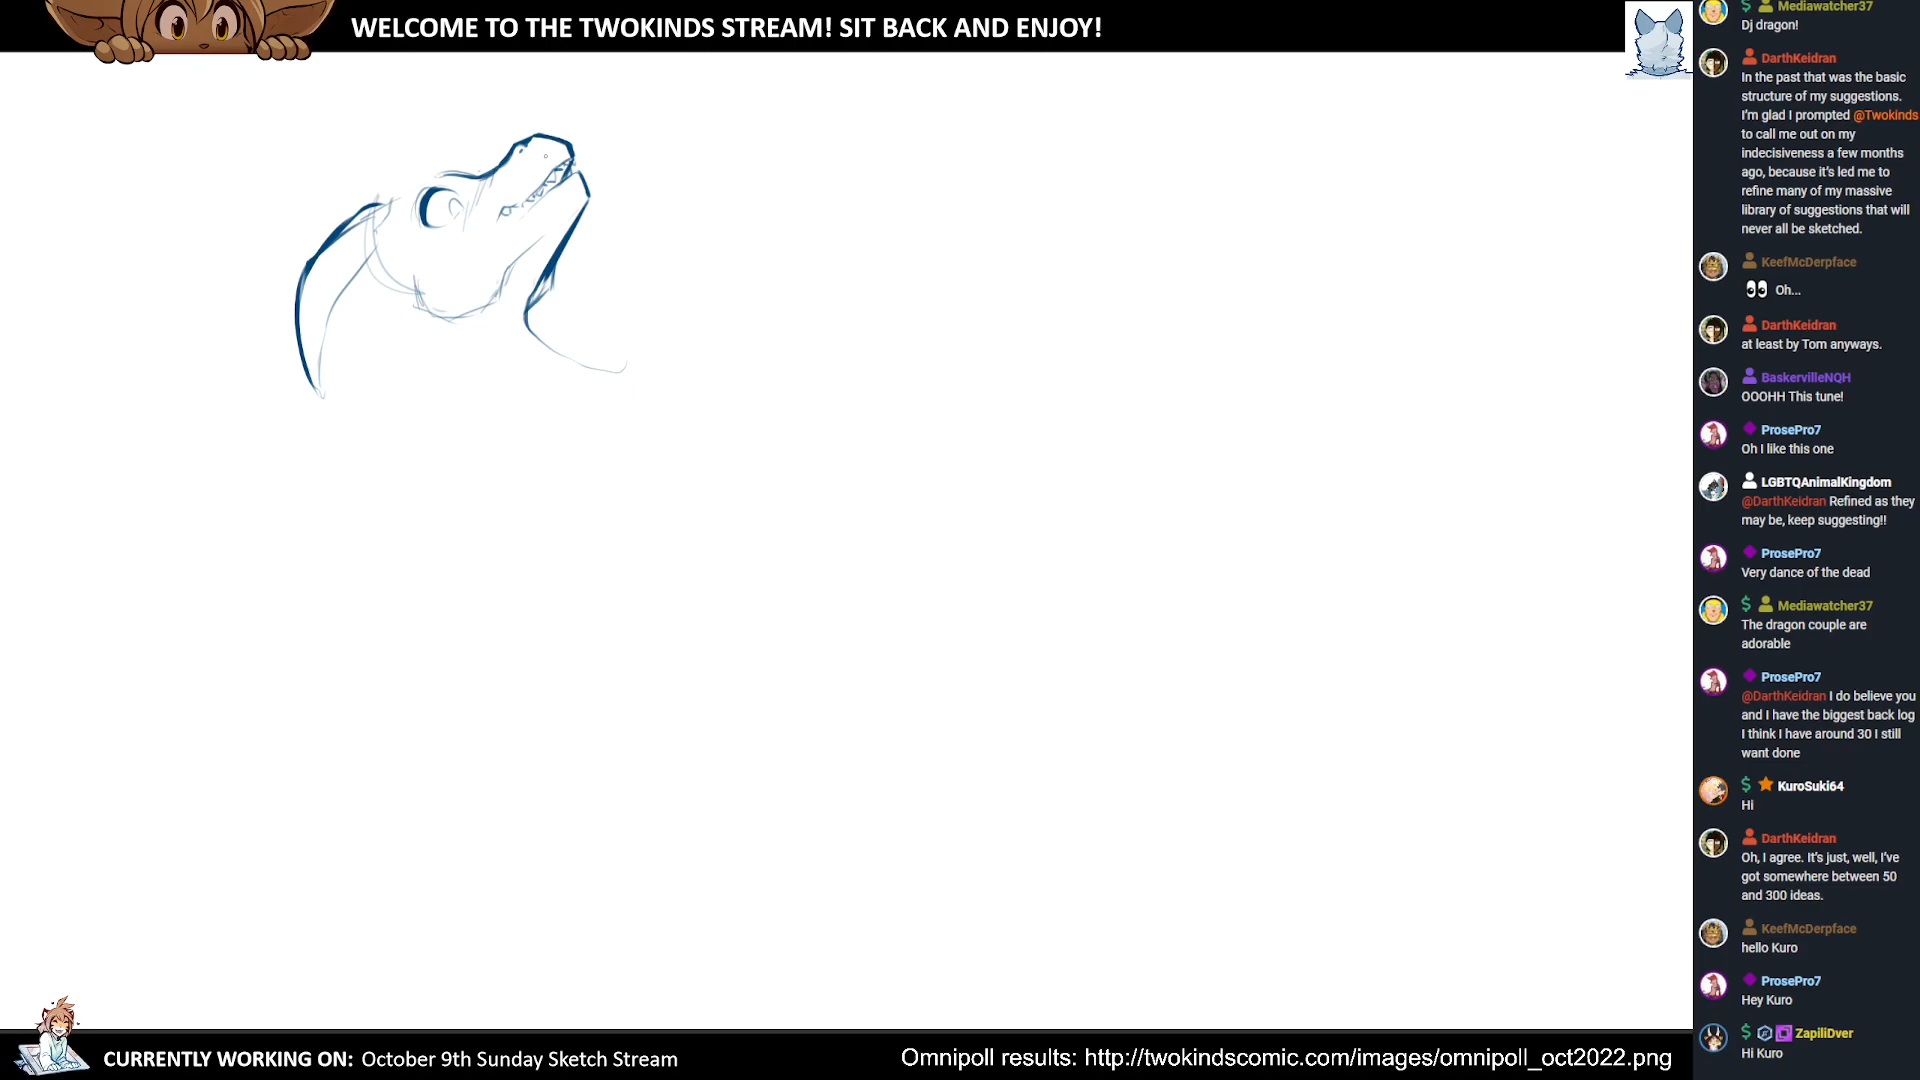 WELCOME TO THE TWOKINDS STREAM! SIT BACK AND ENJOY!
Mediawatcher37
Dj dragon!
DarthKeidran
In the past that was the basic
structure of my suggestions.
I'm glad I prompted @Twokinds
to call me out on my
indecisiveness a few months
ago, because it's led me to
refine many of my massive
library of suggestions that will
never all be sketched.
KeefMcDerpface
Oh...
DarthKeidran
at least by Tom anyways.
BaskervilleNQH
OOOHH This tune!
ProsePro7
Oh I like this one
LGBTQAnimalKingdom
@DarthKeidran Refined as they
may be, keep suggesting!!
ProsePro7
Very dance of the dead
Mediawatcher37
The dragon couple are
adorable
ProsePro7
@DarthKeidran I do believe you
and I have the biggest back log
I think I have around 30 I still
want done
KuroSuki64
Hi
DarthKeidran
Oh, I agree. It's just, well, I've
got somewhere between 50
and 300 ideas.
KeefMcDerpface
hello Kuro
ProsePro7
Hey Kuro
ZapiliDver
Hi Kuro
CURRENTLY WORKING ON: October 9th Sunday Sketch Stream
Omnipoll results: http://twokindscomic.com/images/omnipoll_oct2022.png